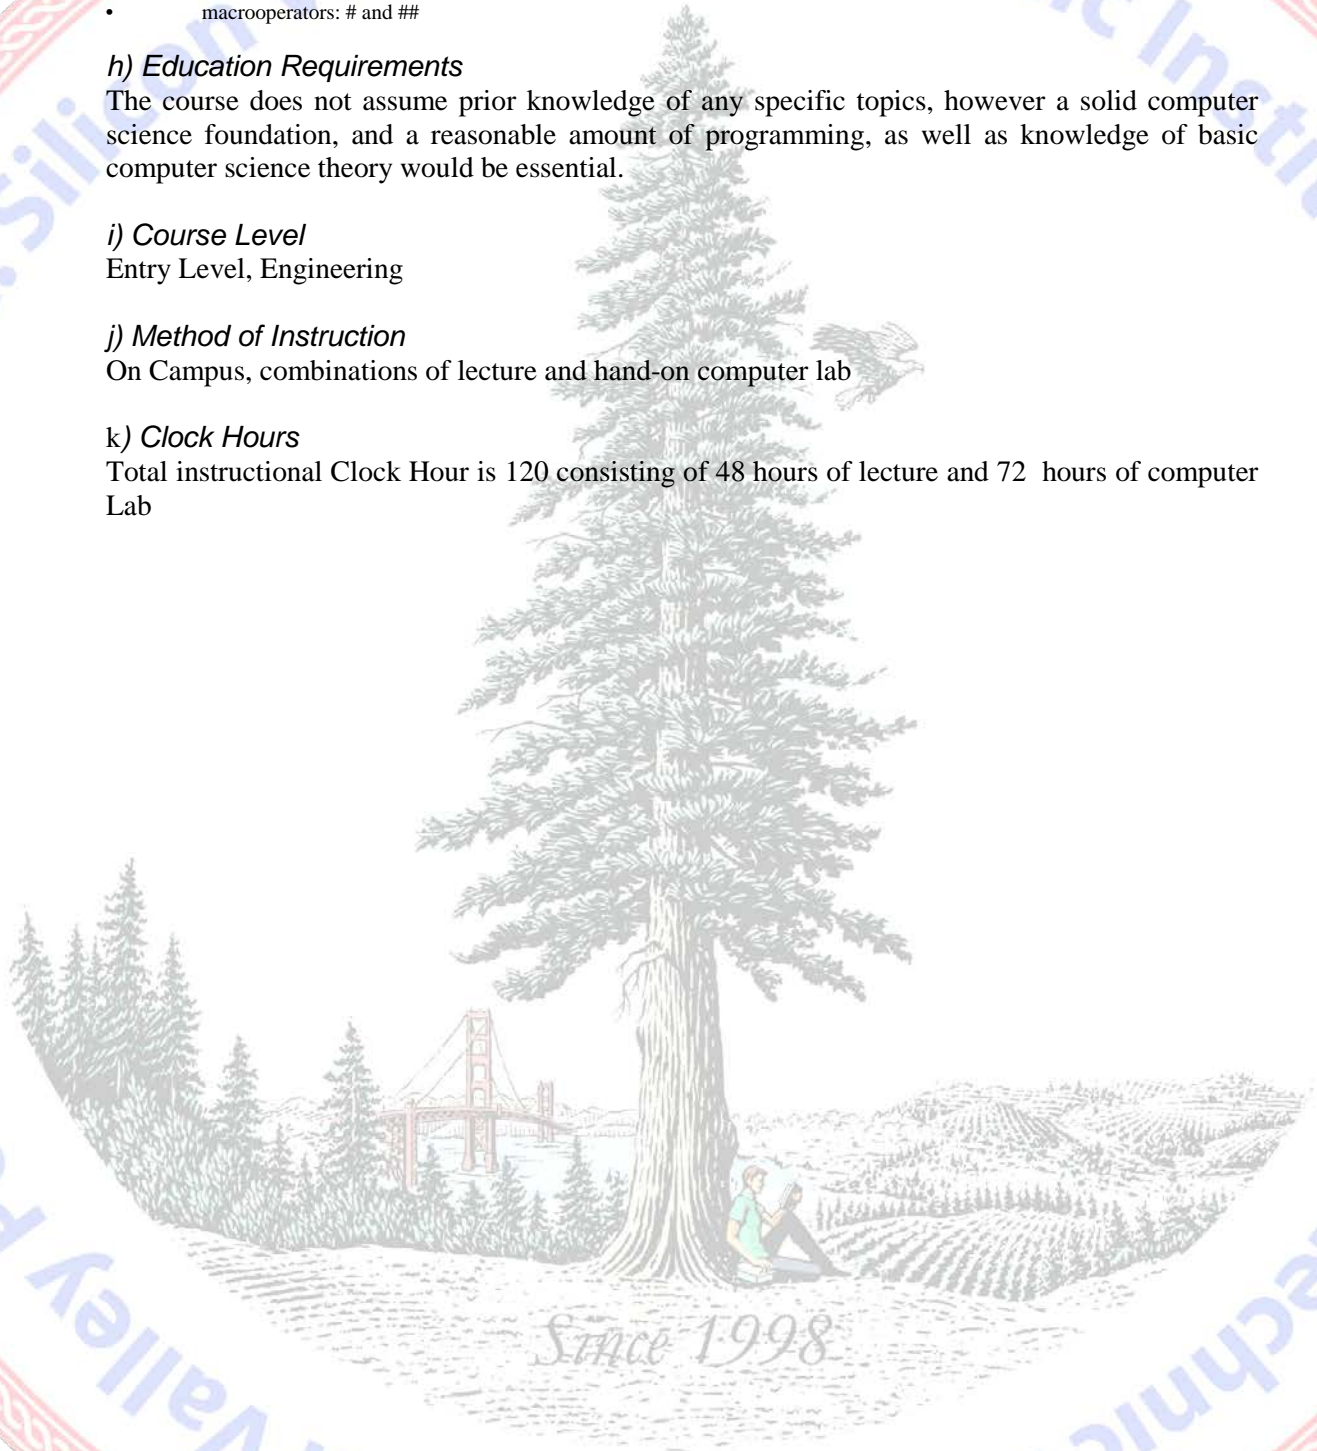 • macrooperators: # and ##
h) Education Requirements
The course does not assume prior knowledge of any specific topics, however a solid computer
science foundation, and a reasonable amount of programming, as well as knowledge of basic
computer science theory would be essential.
i) Course Level
Entry Level, Engineering
j) Method of Instruction
On Campus, combinations of lecture and hand-on computer lab
k) Clock Hours
Total instructional Clock Hour is 120 consisting of 48 hours of lecture and 72 hours of computer
Lab
Since 1998
Silicon
Valley